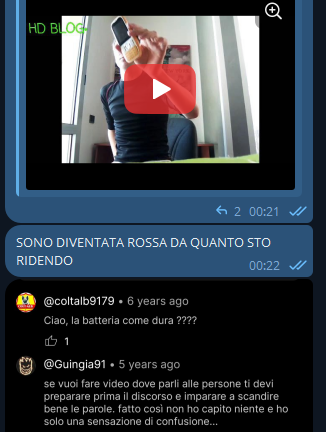 HD BLOG
2 00:21
SONO DIVENTATA ROSSA DA QUANTO STO
RIDENDO
00:22
@coltalb9179 • 6 years ago
Ciao, la batteria come dura ????
1
@Guingia91 • 5 years ago
se vuoi fare video dove parli alle persone ti devi
preparare prima il discorso e imparare a scandire
bene le parole. fatto così non ho capito niente e ho
solo una sensazione di confusione...